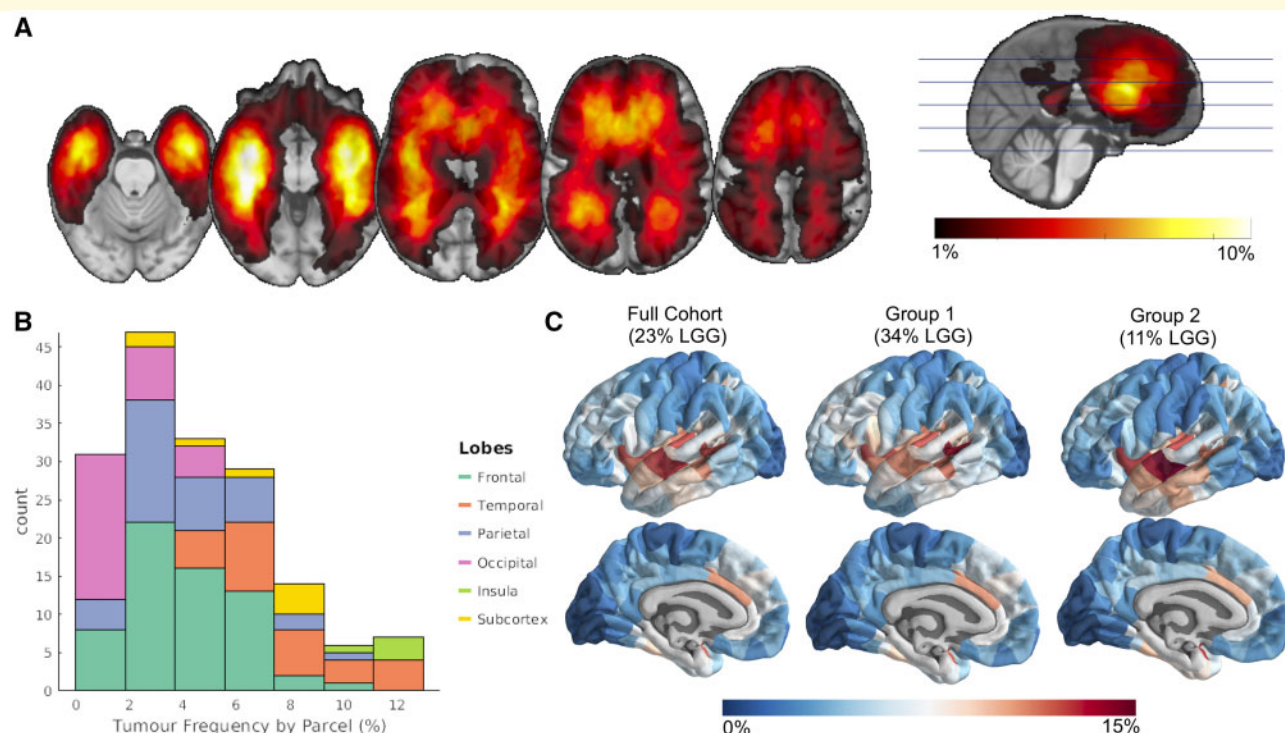 A
1%
10%
B
45
40
35
30
25
20
15
10
5
0
count
0 2 4 6 8 10 12
Tumour Frequency by Parcel (%)
Lobes
Frontal
Temporal
Parietal
Occipital
Insula
Subcortex
C
Full Cohort
(23% LGG)
Group 1
(34% LGG)
Group 2
(11% LGG)
0%
15%